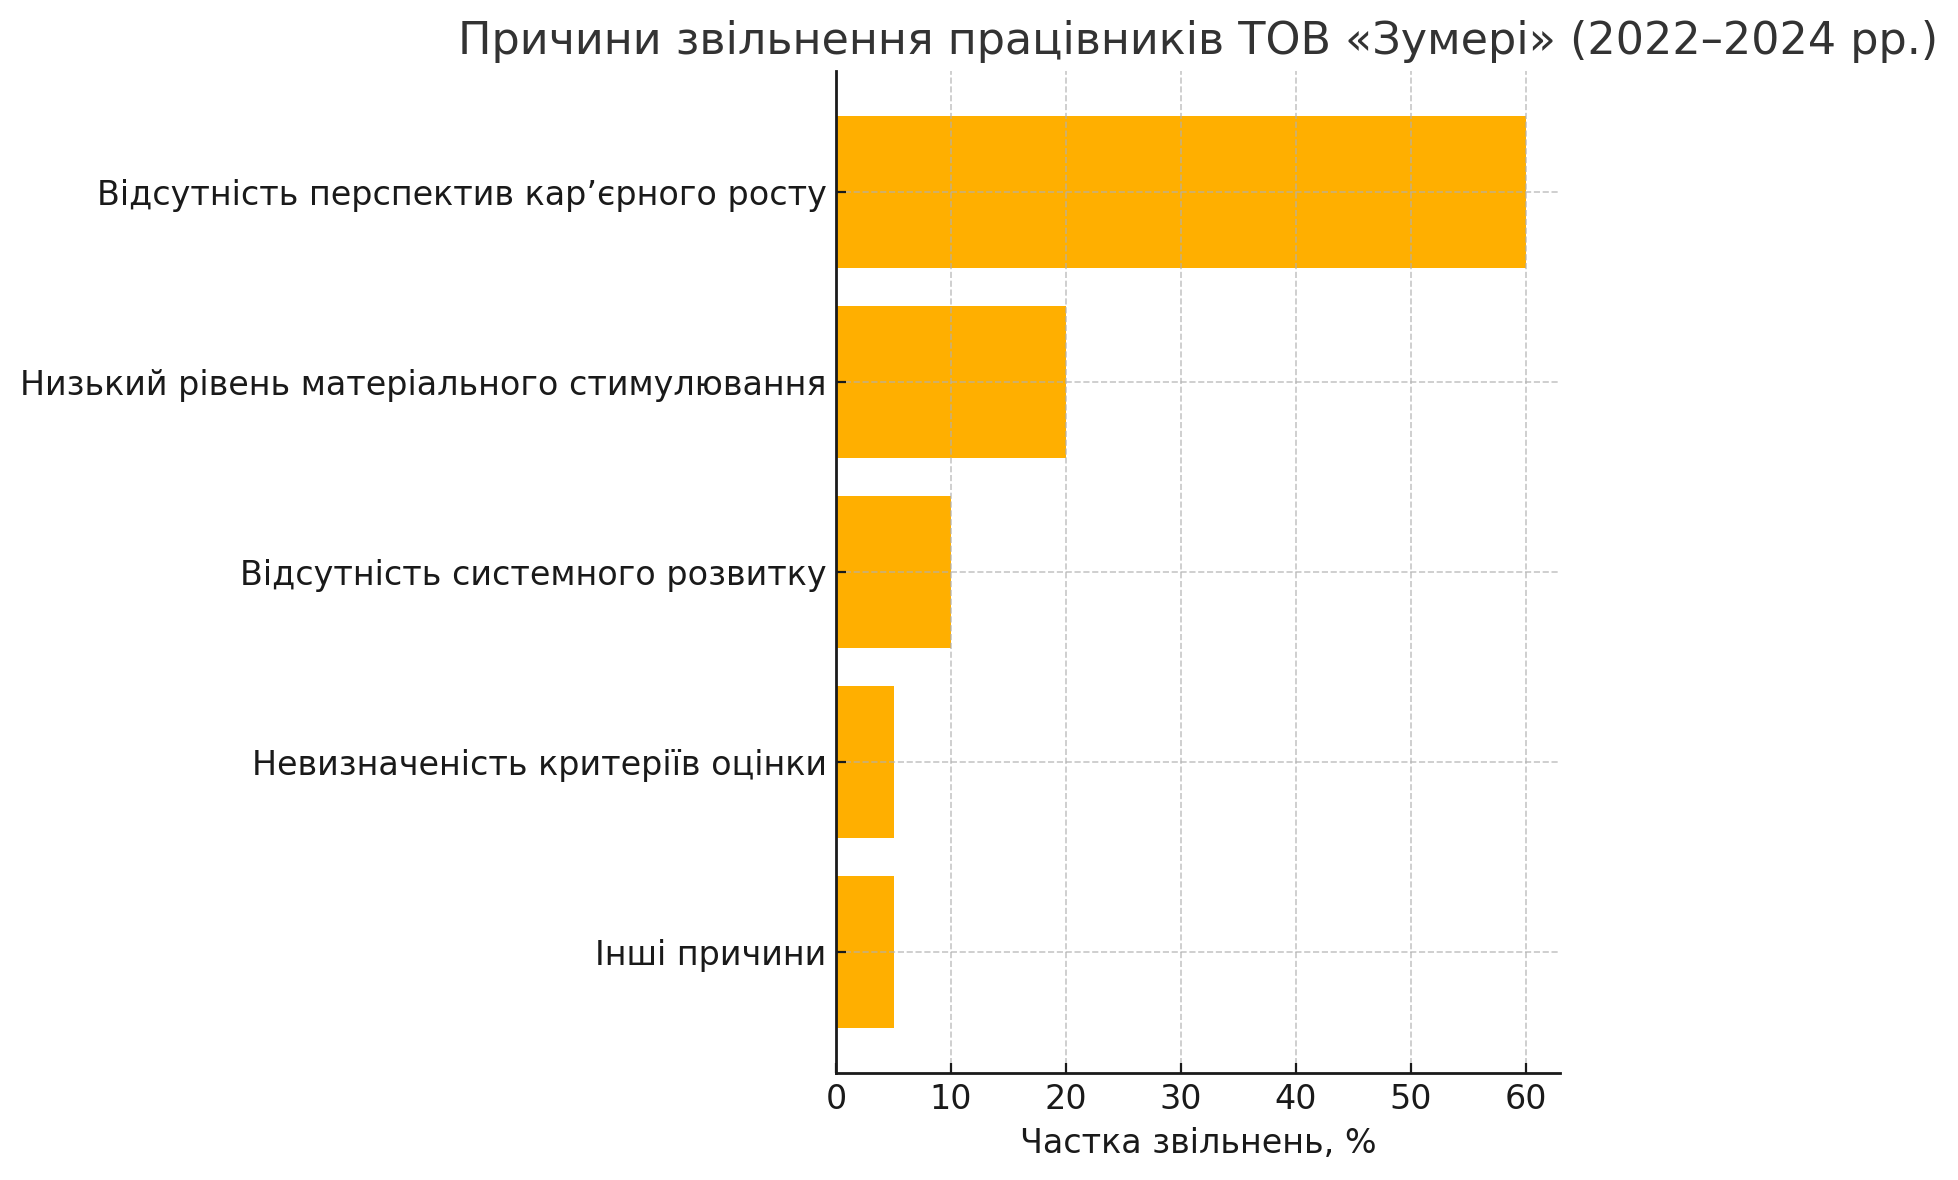 Причини звільнення працівників ТОВ «Зумері» (2022–2024 рр.)
Відсутність перспектив кар’єрного росту
Низький рівень матеріального стимулювання
Відсутність системного розвитку
Невизначеність критеріїв оцінки
Інші причини
0 10 20 30 40 50 60
Частка звільнень, %